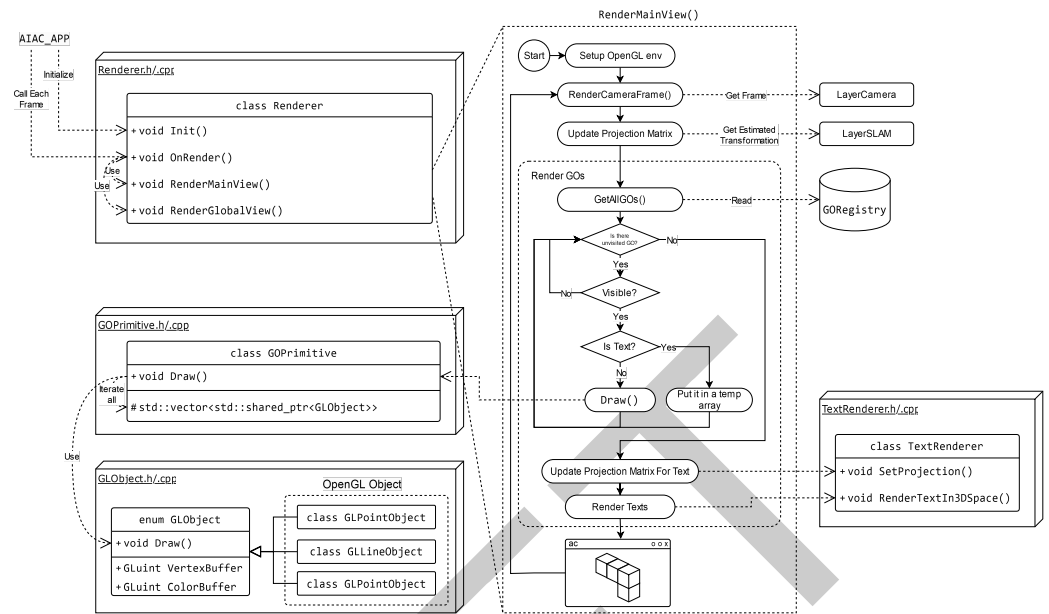 RenderMainView()
AIAC_APP
Initialize
Call Each
Frame
Renderer.h/.cpp
class Renderer
+ void Init()
+ void OnRender()
Use
Use
+ void RenderMainView()
+ void RenderGlobalView()
Start
Setup OpenGL env
RenderCameraFrame()
Get Frame
LayerCamera
Update Projection Matrix
Get Estimated
Transformation
LayerSLAM
Render GOs
GetAllGOs()
Read
GORegistry
Is there
unvisited GO?
No
Yes
Visible?
No
Yes
Is Text?
Yes
No
Draw()
Put it in a temp
array
GOPrimitive.h/.cpp
class GOPrimitive
+ void Draw()
Iterate
all
# std::vector<std::shared_ptr<GLObject>>
Use
TextRenderer.h/.cpp
class TextRenderer
+ void SetProjection()
+ void RenderTextIn3DSpace()
Update Projection Matrix For Text
Render Texts
ac
o o x
GLObject.h/.cpp
OpenGL Object
enum GLObject
+ void Draw()
+ GLuint VertexBuffer
+ GLuint ColorBuffer
class GLPointObject
class GLLineObject
class GLPointObject